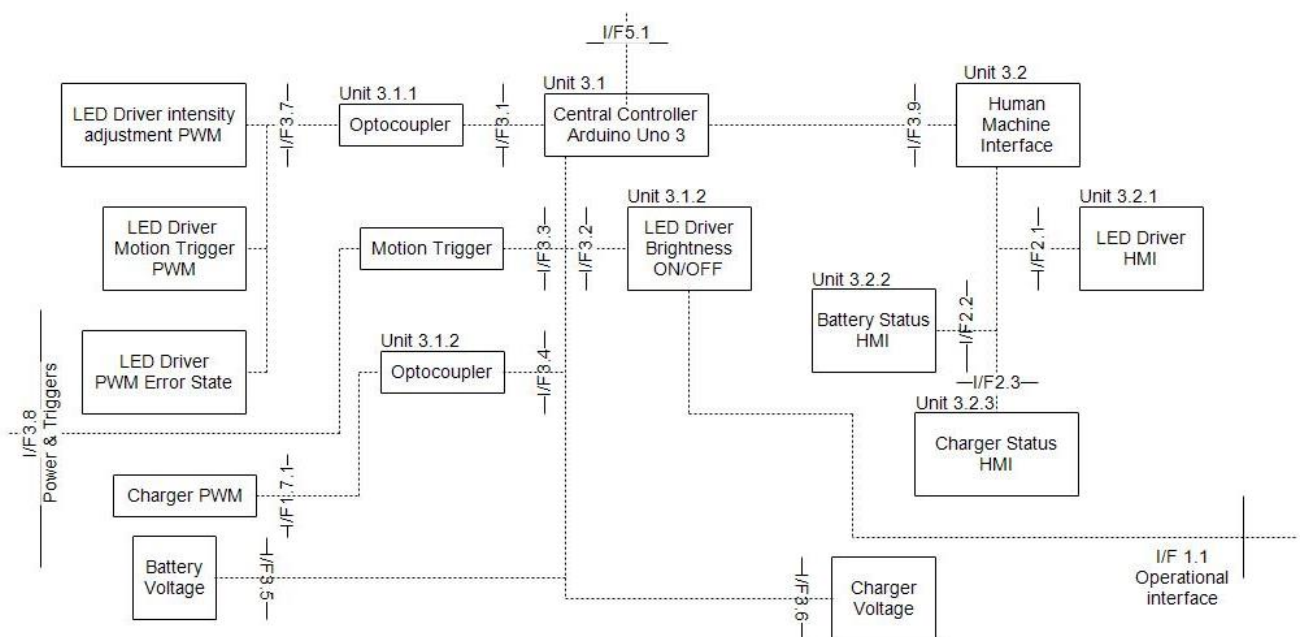 I/F5.1
Unit 3.1
Unit 3.2
Unit 3.1.1
LED Driver intensity
adjustment PWM
I/F3.7
Optocoupler
I/F3.1
Central Controller
Arduino Uno 3
I/F3.9
Human
Machine
Interface
Unit 3.1.2
Unit 3.2.1
LED Driver
Motion Trigger
PWM
Motion Trigger
I/F3.3
I/F3.2
LED Driver
Brightness
ON/OFF
I/F2.1
LED Driver
HMI
Unit 3.2.2
Battery Status
HMI
I/F2.2
Unit 3.1.2
LED Driver
PWM Error State
Optocoupler
I/F3.4
I/F2.3
Unit 3.2.3
Charger Status
HMI
I/F3.8
Power & Triggers
Charger PWM
I/F1.7.1
Battery
Voltage
I/F3.5
I/F3.6
Charger
Voltage
I/F 1.1
Operational
interface